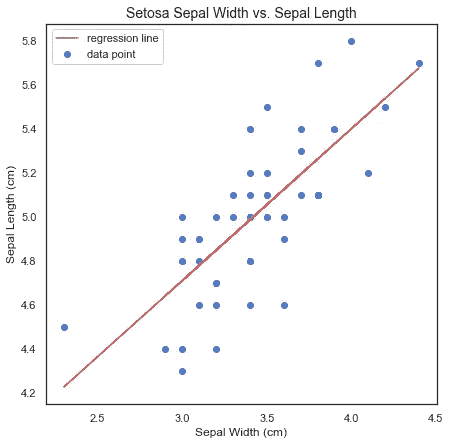 Setosa Sepal Width vs. Sepal Length
regression line
data point
5.8
5.6
5.4
5.2
5.0
4.8
4.6
4.4
4.2
Sepal Length (cm)
2.5 3.0 3.5 4.0 4.5
Sepal Width (cm)